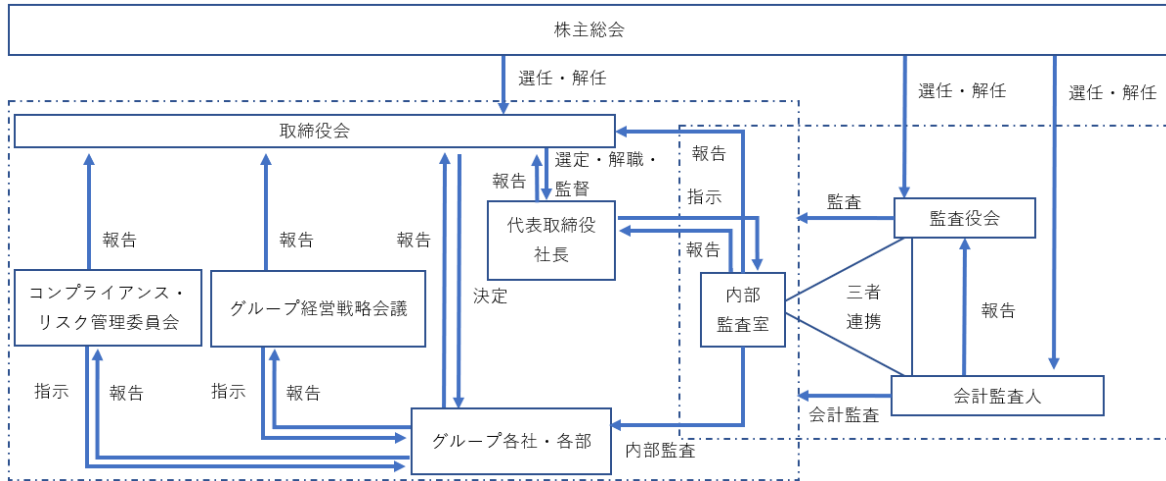 株主総会
選任・解任
選任・解任
選任・解任
取締役会
報告
選定・解職・
監督
報告
指示
監査
監査役会
代表取締役
社長
報告
報告
報告
報告
コンプライアンス・
リスク管理委員会
グループ経営戦略会議
決定
内部
監査室
三者
連携
報告
指示
報告
指示
報告
会計監査人
会計監査
グループ各社・各部
内部監査